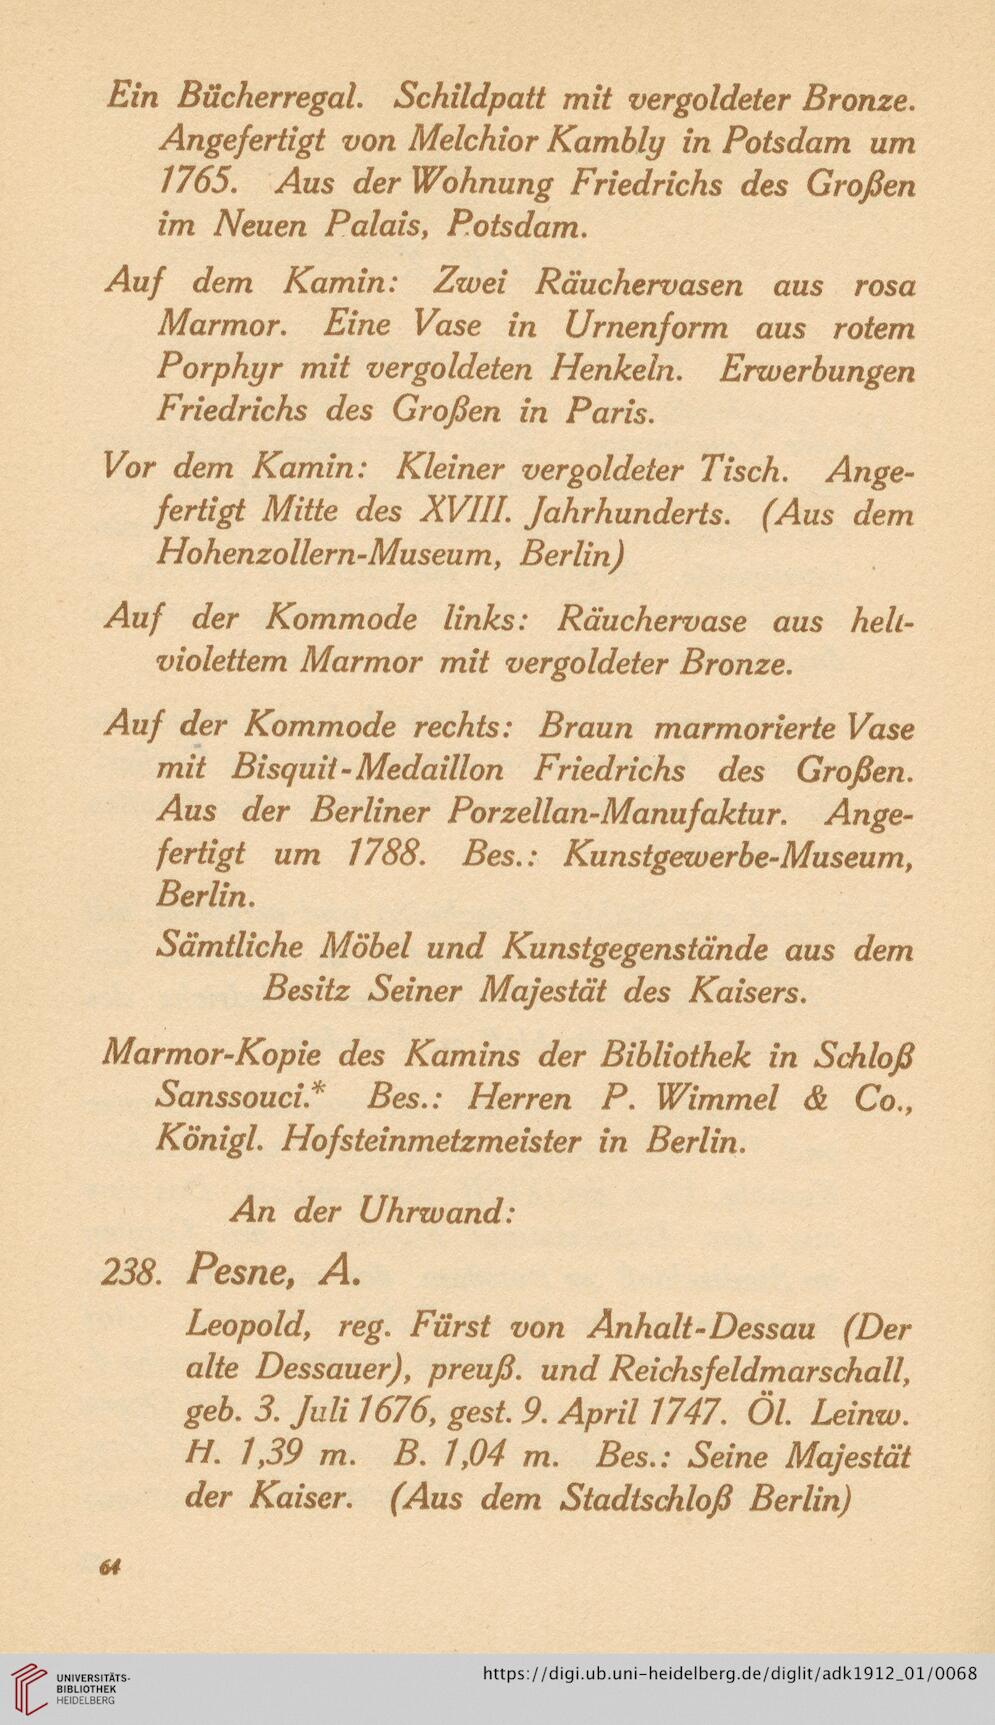 Ein Bücherregal. Schildpatt mit vergoldeter Bronze.
Angefertigt von Melchior Kambly in Potsdam um
1765. Aus der Wohnung Friedrichs des Großen
im Neuen Palais, Potsdam.
Auf dem Kamin: Zwei Räuchervasen aus rosa
Marmor. Eine Vase in Urnenform aus rotem
Porphyr mit vergoldeten Henkeln. Erwerbungen
Friedrichs des Großen in Paris.
Vor dem Kamin: Kleiner vergoldeter Tisch. Ange-
fertigt Mitte des XVIII. Jahrhunderts. (Aus dem
Hohenzollern-Museum, Berlin)
Auf der Kommode links: Räuchervase aus hell-
violettem Marmor mit vergoldeter Bronze.
Auf der Kommode rechts: Braun marmorierte Vase
mit Bisquit-Medaillon Friedrichs des Großen.
Aus der Berliner Porzellan-Manufaktur. Ange-
fertigt um 1788. Bes.: Kunstgewerbe-Museum,
Berlin.
Sämtliche Möbel und Kunstgegenstände aus dem
Besitz Seiner Majestät des Kaisers.
Marmor-Kopie des Kamins der Bibliothek in Schloß
Sanssouci.* Bes.: Herren P. Wimmel & Co.,
Königl. Hofsteinmetzmeister in Berlin.
An der Uhrwand:
238. Pesne, A.
Leopold, reg. Fürst von Anhalt-Dessau (Der
alte Dessauer), preuß. und Reichsfeldmarschall,
geb. 3. Juli 1676, gest. 9. April 1747. Öl. Leinw.
H. 1,39 m. B. 1,04 m. Bes.: Seine Majestät
der Kaiser. (Aus dem Stadtschloß Berlin)
64
UNIVERSITÄTS-
BIBLIOTHEK
HEIDELBERG
https://digi.ub.uni-heidelberg.de/diglit/adk1912_01/0068